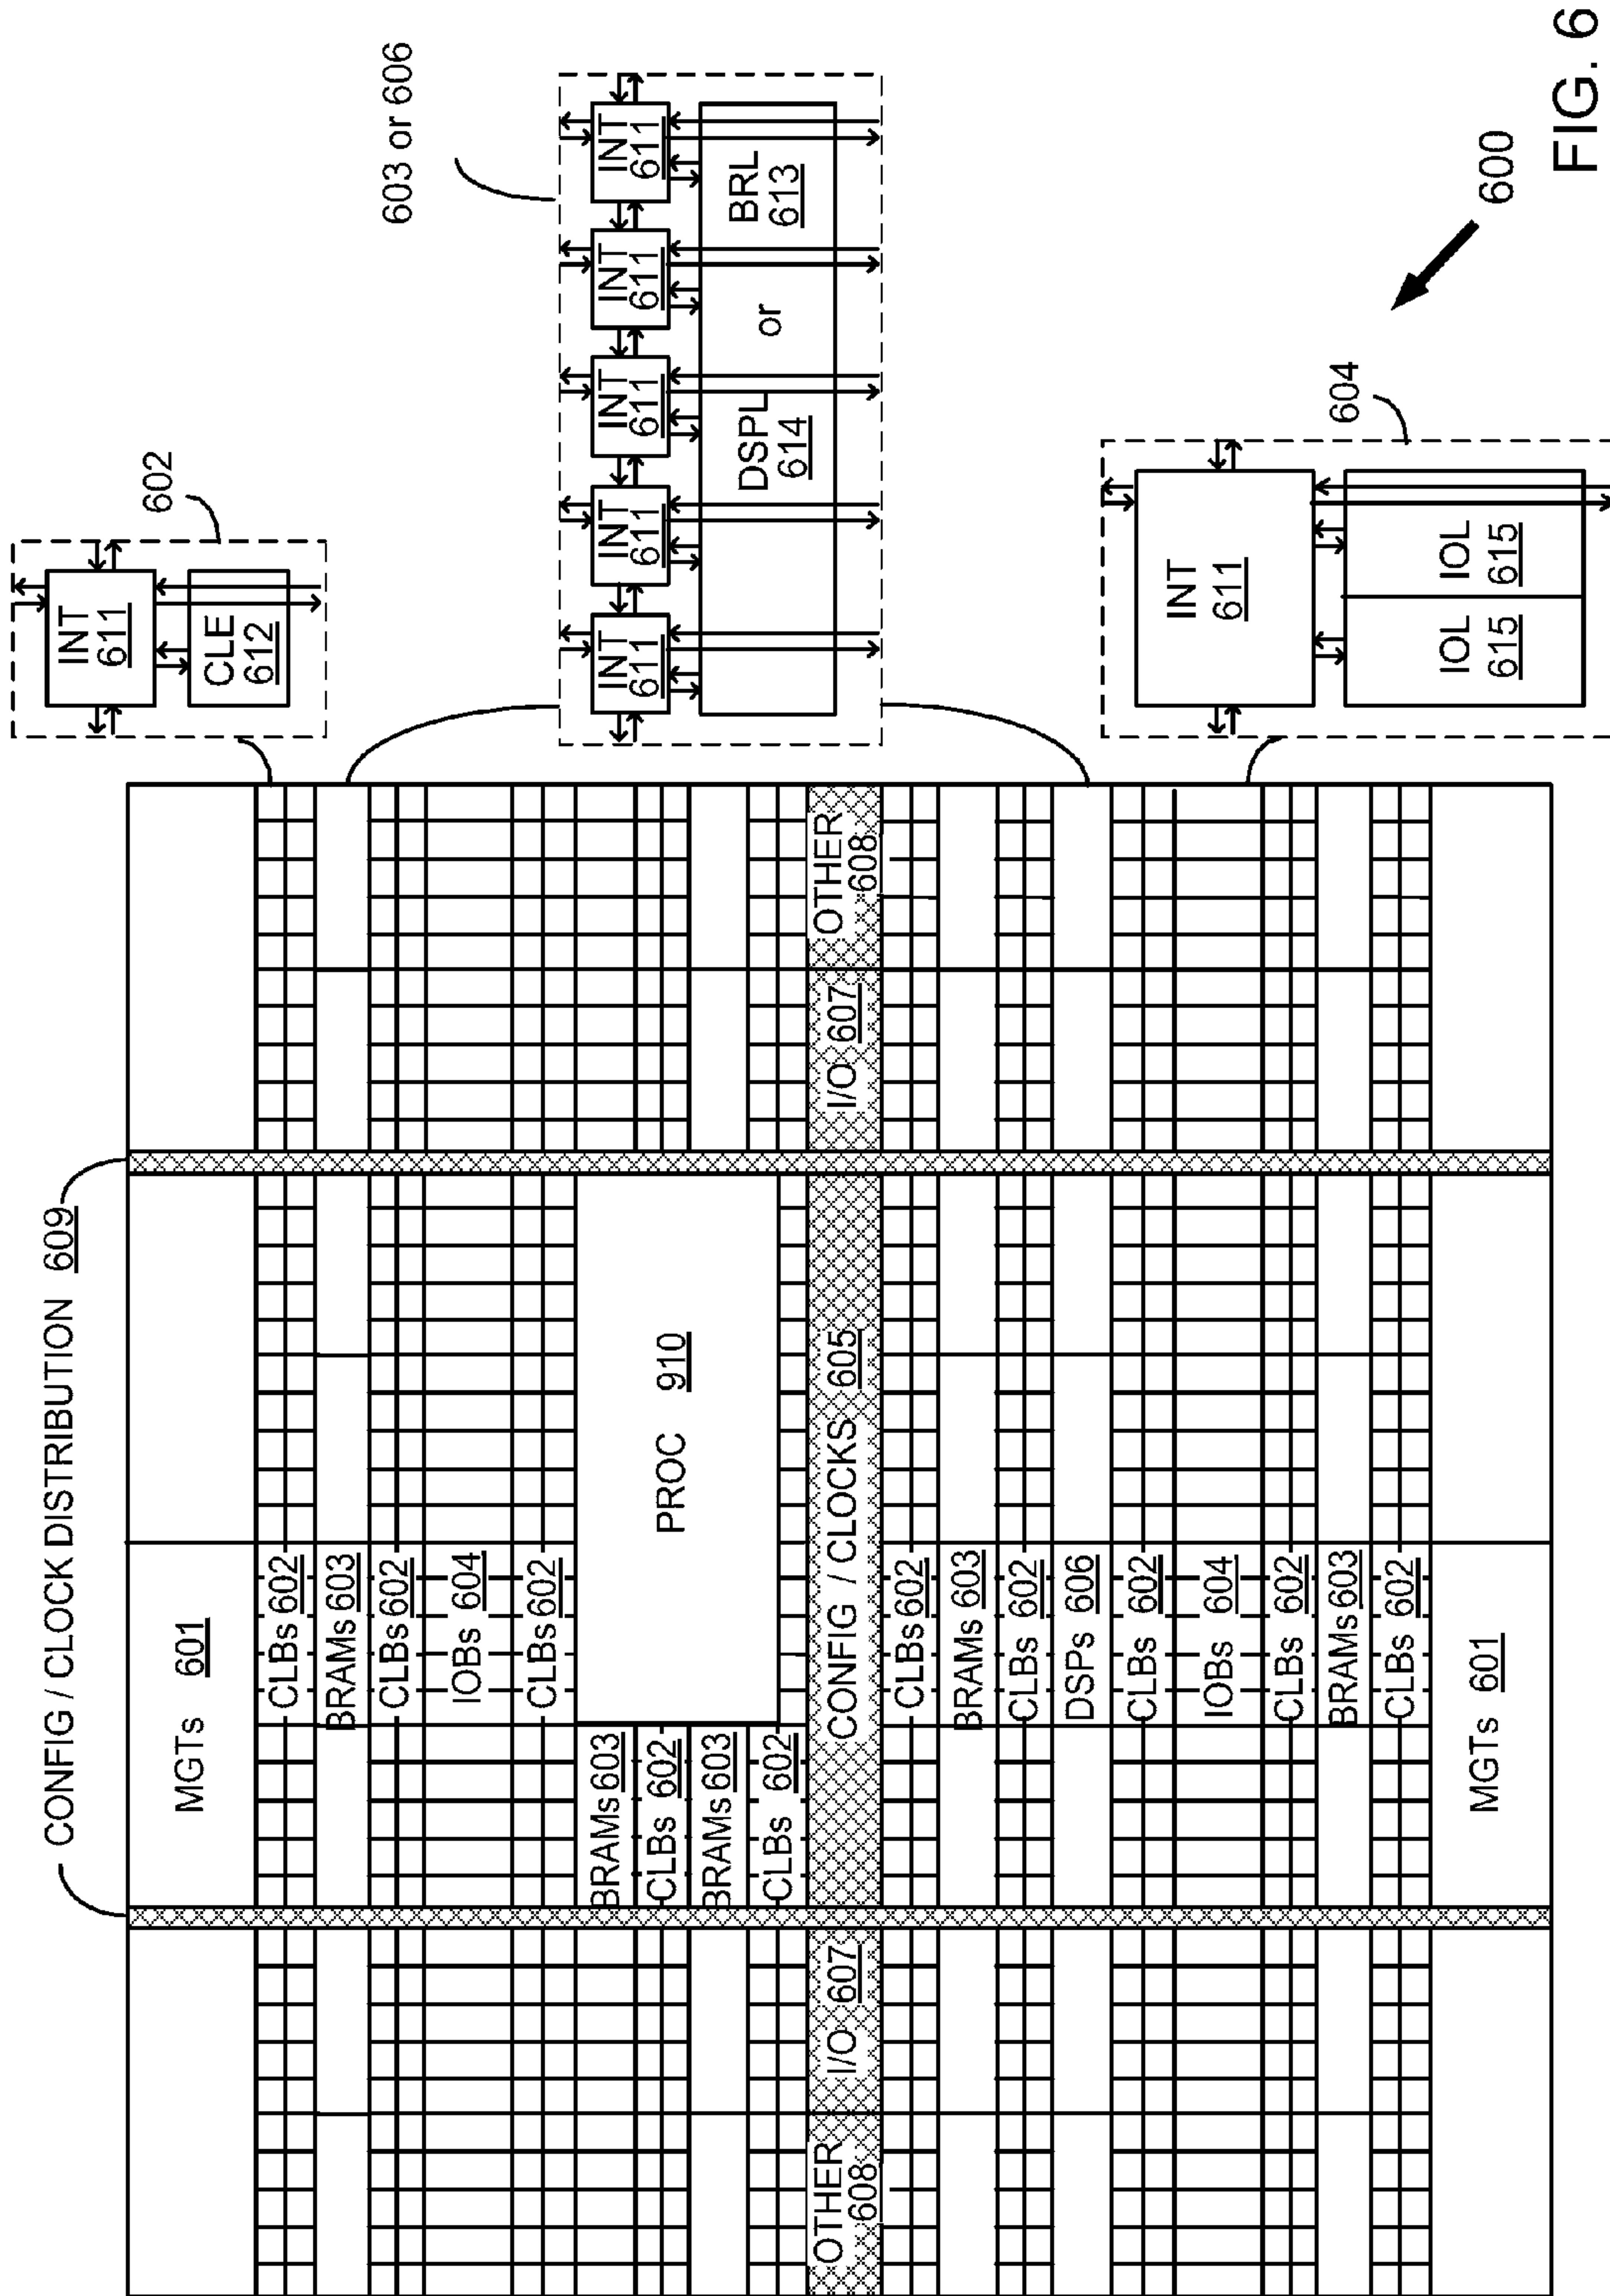 CONFIG / CLOCK DISTRIBUTION 609
MGTs 601
CLBs 602
BRAMs 603
CLBs 602
IOBs 604
CLBs 602
BRAMs 603
CLBs 602
BRAMs 603
CLBs 602
PROC 910
OTHER
608
I/O 607
CONFIG / CLOCKS 605
I/O 607
OTHER
608
CLBs 602
BRAMs 603
CLBs 602
DSPs 606
CLBs 602
IOBs 604
CLBs 602
BRAMs 603
CLBs 602
MGTs 601
602
INT
611
CLE
612
603 or 606
INT
611
INT
611
INT
611
INT
611
INT
611
DSPL
614
or
BRL
613
604
INT
611
IOL
615
IOL
615
600
FIG. 6